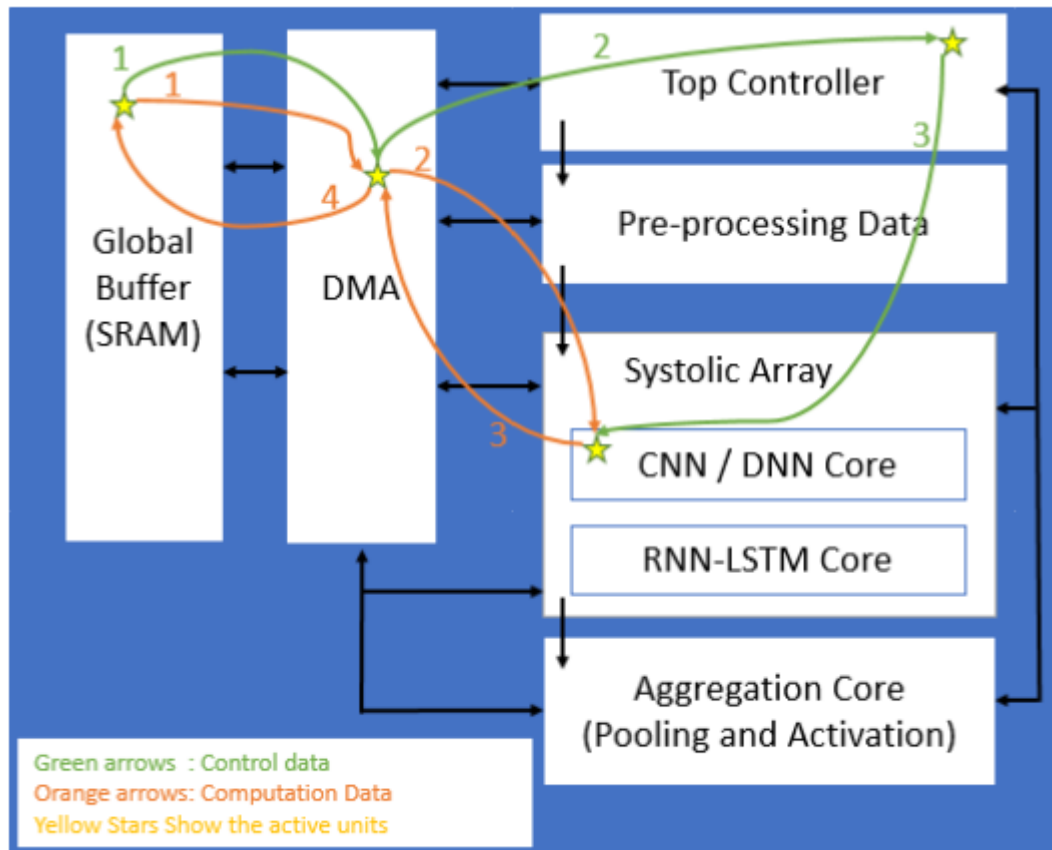 1
1
2
3
2
4
3
Global
Buffer
(SRAM)
DMA
Top Controller
Pre-processing Data
Systolic Array
CNN / DNN Core
RNN-LSTM Core
Aggregation Core
(Pooling and Activation)
Green arrows : Control data
Orange arrows: Computation Data
Yellow Stars Show the active units